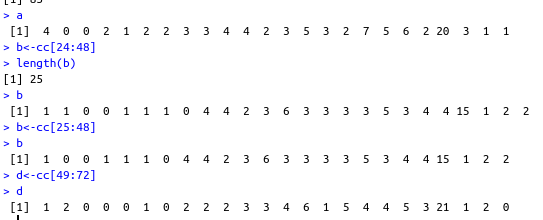 [1] 85
> a
 [1]  4  0  0  2  1  2  2  3  3  4  4  2  3  5  3  2  7  5  6  2 20  3  1  1
> b<-cc[24:48]
> length(b)
[1] 25
> b
 [1]  1  1  0  0  1  1  1  0  4  4  2  3  6  3  3  3  3  5  3  4  4 15  1  2  2
> b<-cc[25:48]
> b
 [1]  1  0  0  1  1  1  0  4  4  2  3  6  3  3  3  3  5  3  4  4 15  1  2  2
> d<-cc[49:72]
> d
 [1]  1  2  0  0  0  1  0  2  2  2  3  3  4  6  1  5  4  4  5  3 21  1  2  0